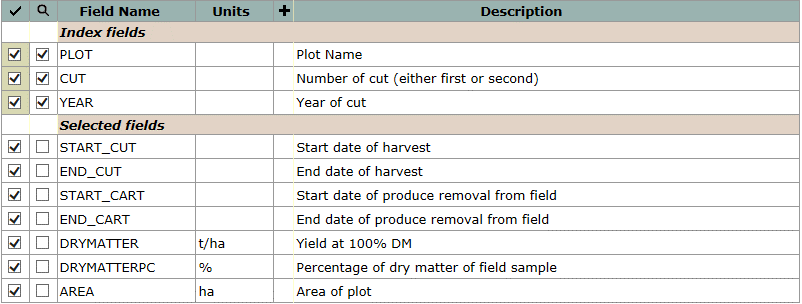 Field Name Units + Description
Index fields
PLOT Plot Name
CUT Number of cut (either first or second)
YEAR Year of cut
Selected fields
START_CUT Start date of harvest
END_CUT End date of harvest
START_CART Start date of produce removal from field
END_CART End date of produce removal from field
DRYMATTER t/ha Yield at 100% DM
DRYMATTERPC % Percentage of dry matter of field sample
AREA ha Area of plot